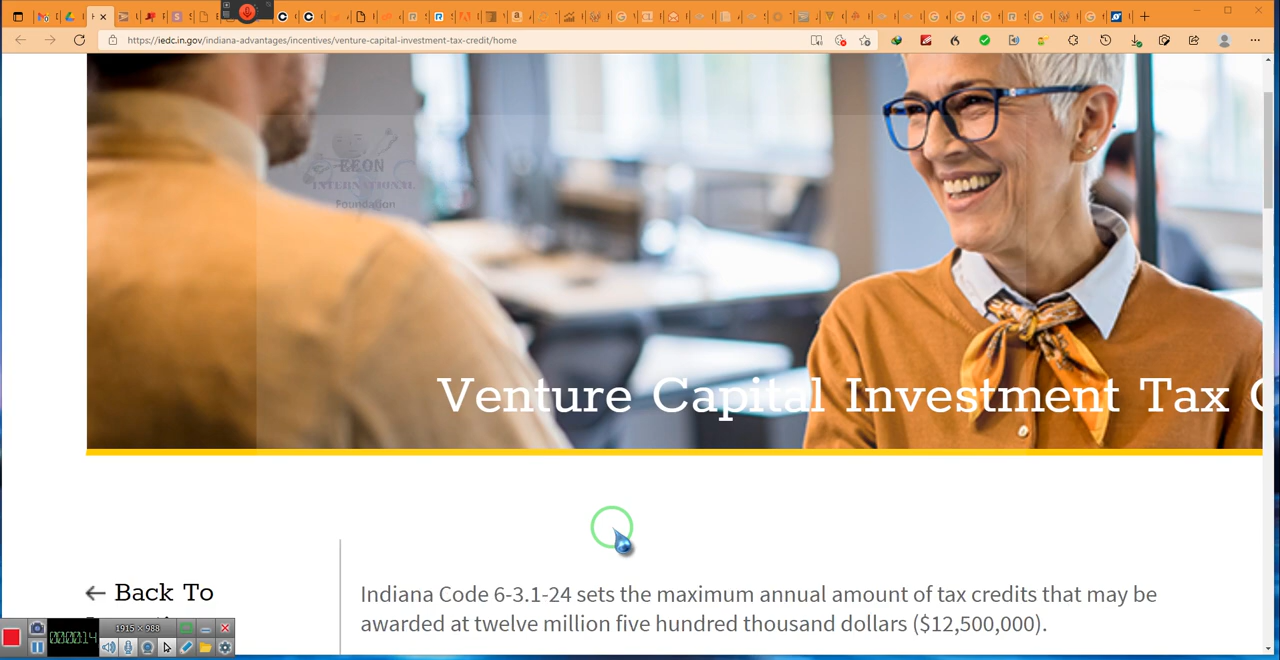 https://iedc.in.gov/indiana-advantages/incentives/venture-capital-investment-tax-credit/home
BEON
INTERNATIONAL
Foundation
Venture Capital Investment Tax C
← Back To
Indiana Code 6-3.1-24 sets the maximum annual amount of tax credits that may be
awarded at twelve million five hundred thousand dollars ($12,500,000).
1915 × 988